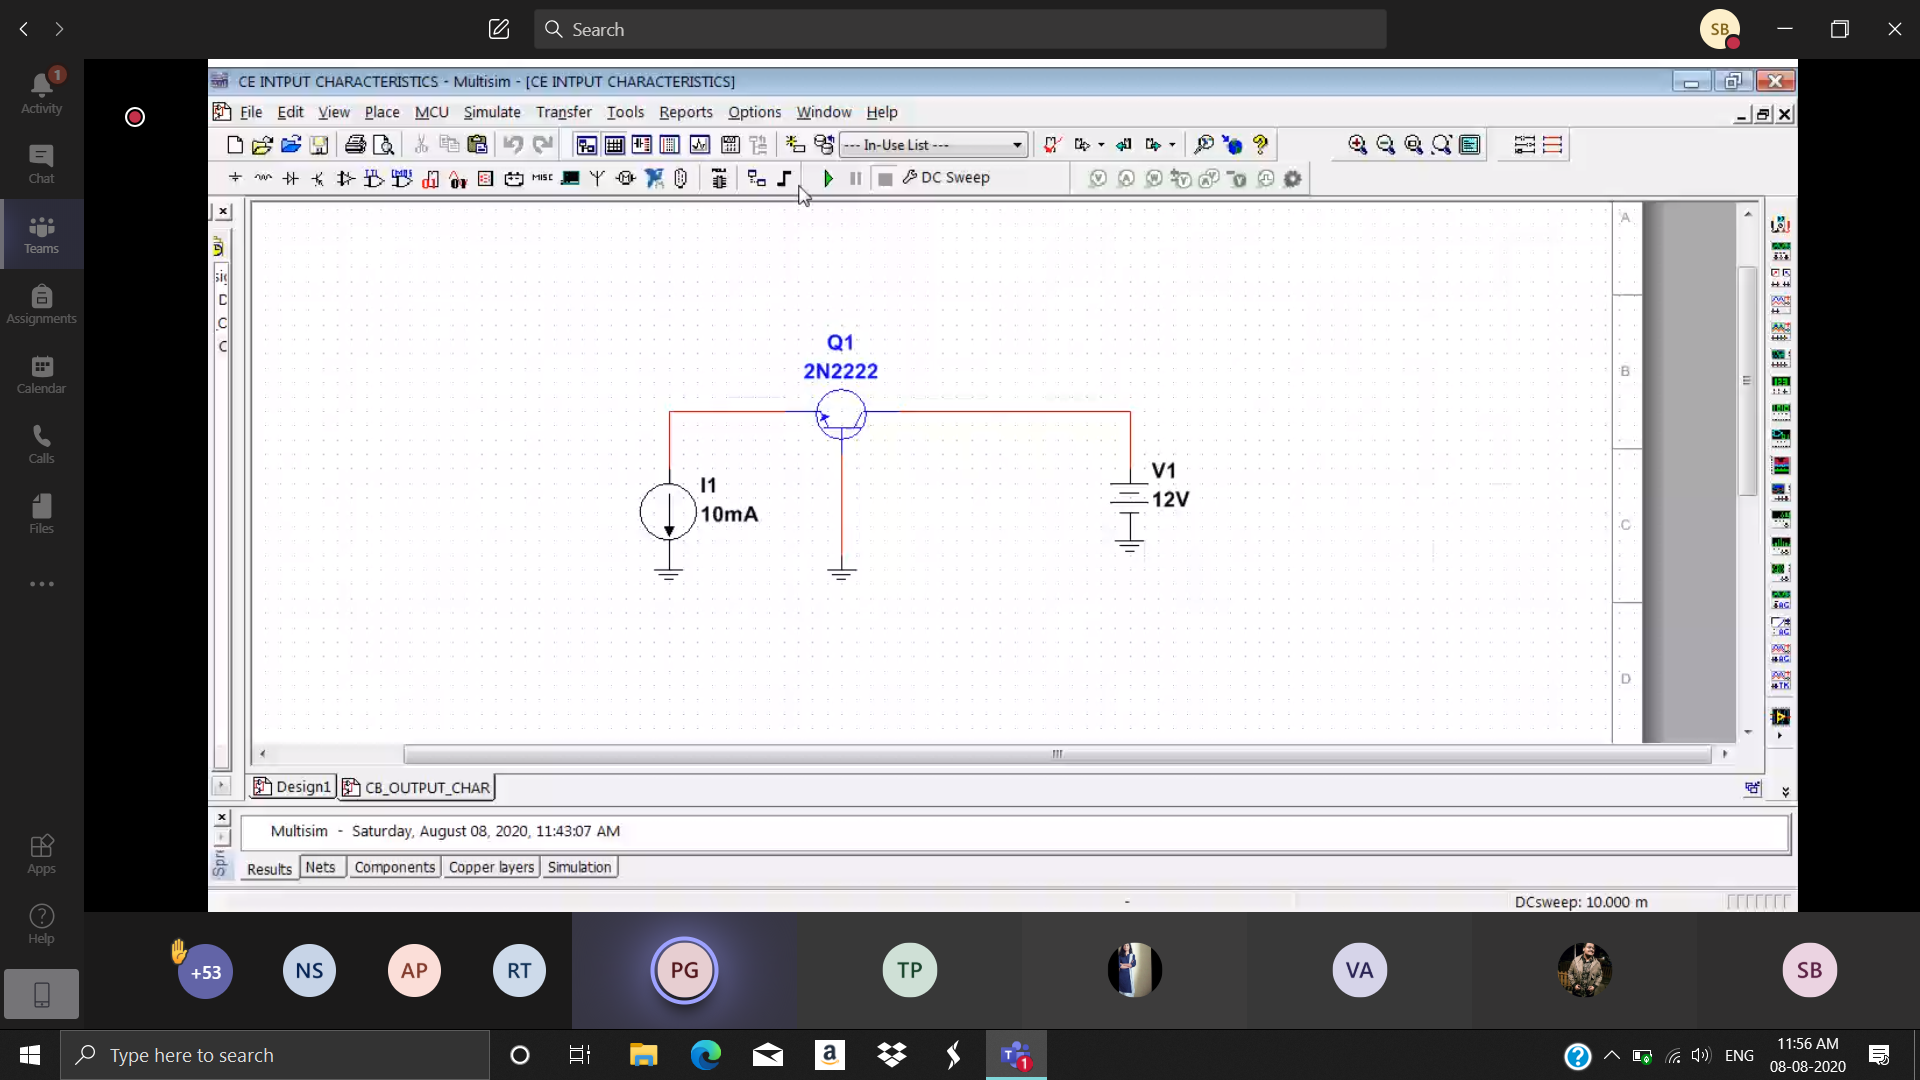 Search
SB
Activity
1
Chat
Teams
Assignments
Calendar
Calls
Files
Apps
Help
CE INTPUT CHARACTERISTICS - Multisim - [CE INTPUT CHARACTERISTICS]
File Edit View Place MCU Simulate Transfer Tools Reports Options Window Help
--- In-Use List ---
MISC
DC Sweep
A
B
C
D
Q1
2N2222
I1
10mA
V1
12V
Design1
CB_OUTPUT_CHAR
Multisim - Saturday, August 08, 2020, 11:43:07 AM
Results Nets Components Copper layers Simulation
-
DCsweep: 10.000 m
+53
NS
AP
RT
PG
TP
VA
SB
Type here to search
1
ENG
11:56 AM
08-08-2020